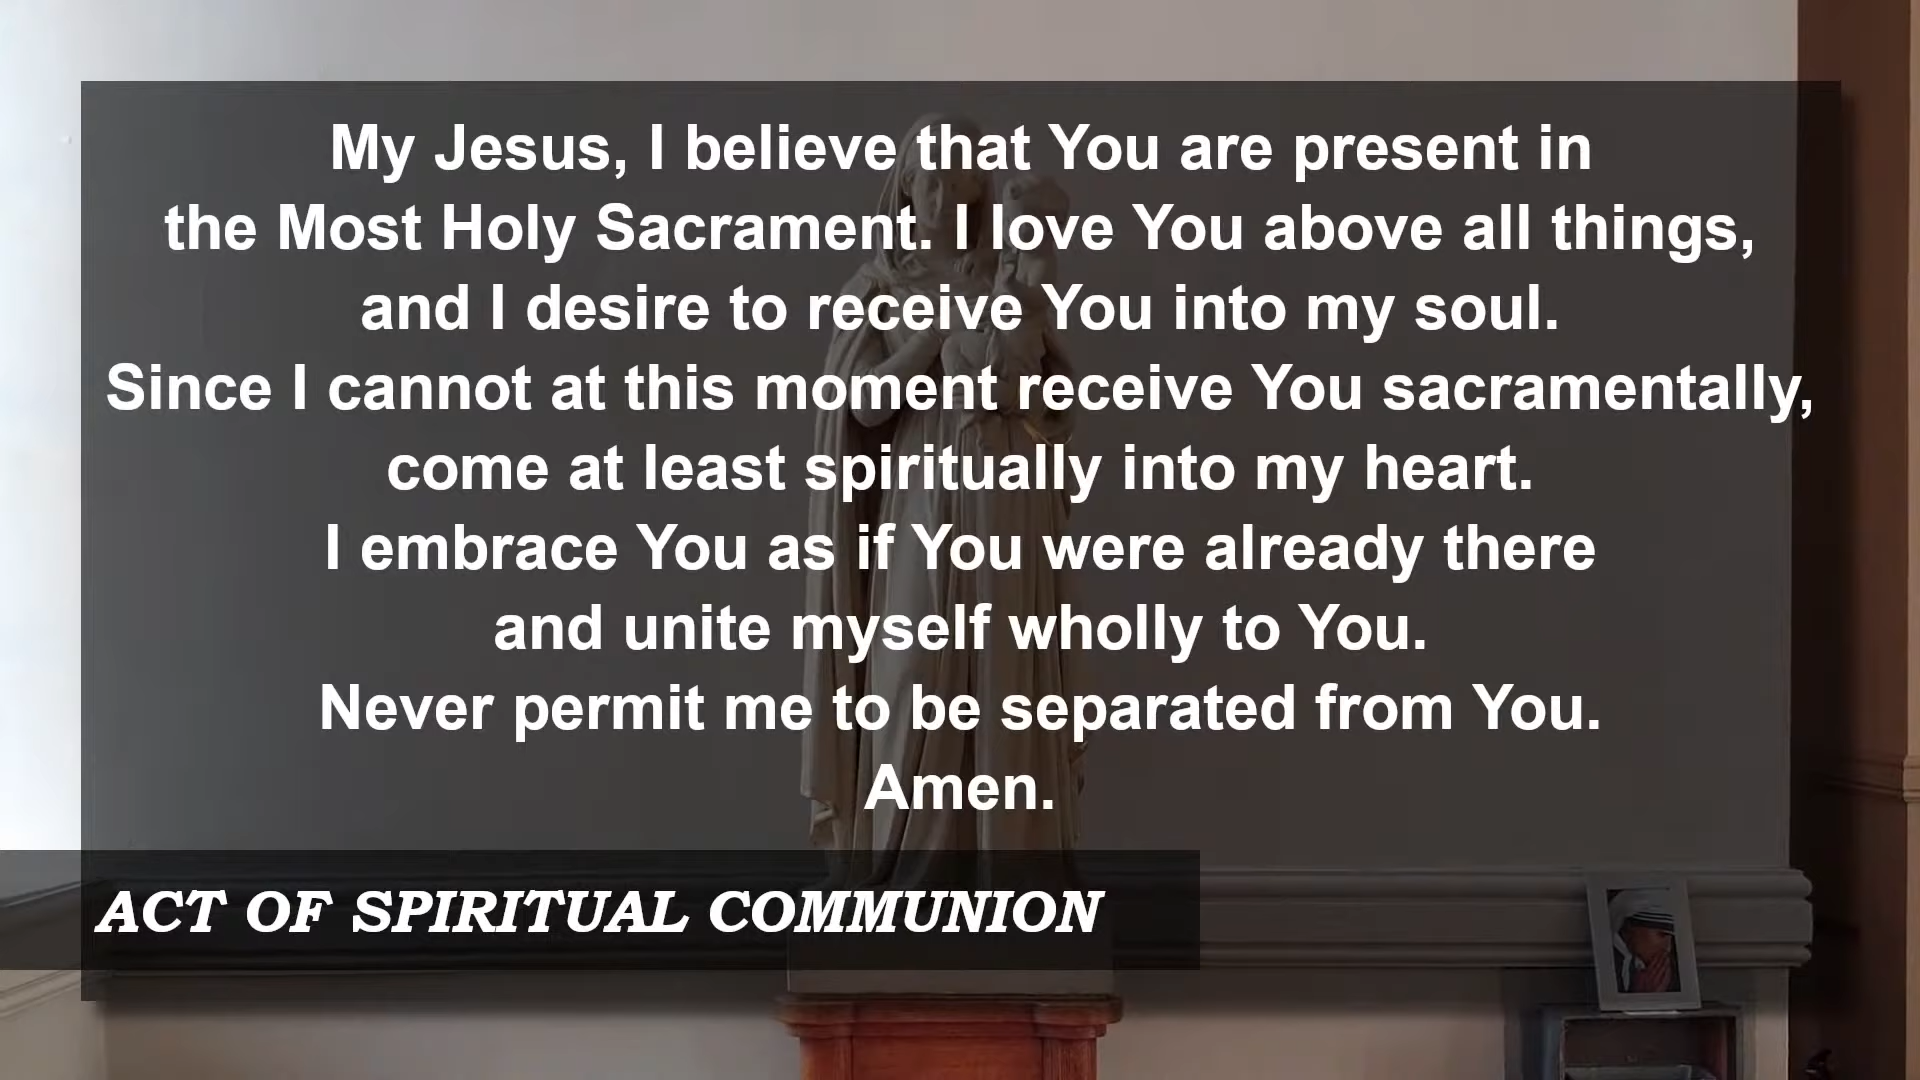 My Jesus, I believe that You are present in
the Most Holy Sacrament. I love You above all things,
and I desire to receive You into my soul.
Since I cannot at this moment receive You sacramentally,
come at least spiritually into my heart.
I embrace You as if You were already there
and unite myself wholly to You.
Never permit me to be separated from You.
Amen.
ACT OF SPIRITUAL COMMUNION